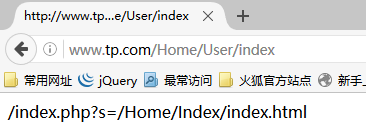 http://www.tp...e/User/index
www.tp.com/Home/User/index
常用网址 jQuery 最常访问 火狐官方站点 新手
/index.php?s=/Home/Index/index.html